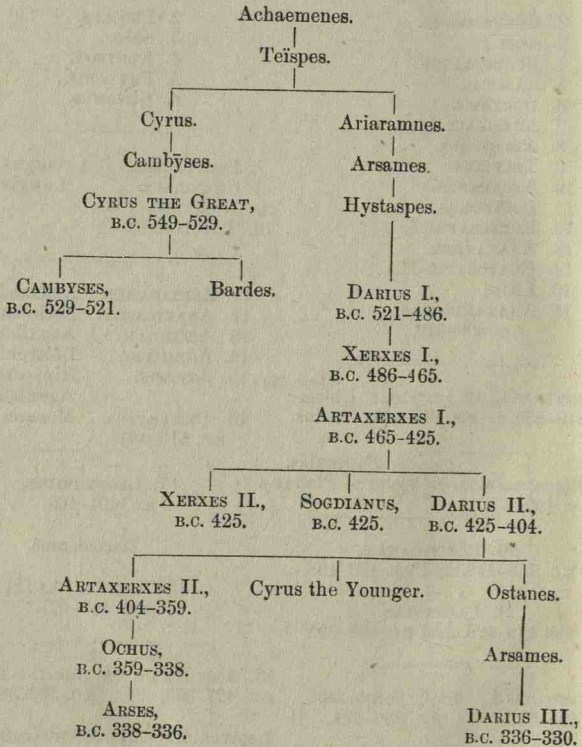 Achaemenes.
Teïspes.
Cyrus. Ariaramnes.
Cambȳses. Arsames.
CYRUS THE GREAT, Hystaspes.
B.C. 549–529.
CAMBYSES, Bardes. DARIUS I.,
B.C. 529–521. B.C. 521–486.
XERXES I.,
B.C. 486–465.
ARTAXERXES I.,
B.C. 465–425.
XERXES II., SOGDIANUS, DARIUS II.,
B.C. 425. B.C. 425. B.C. 425–404.
ARTAXERXES II., Cyrus the Younger. Ostanes.
B.C. 404–359.
OCHUS,
B.C. 359–338. Arsames.
ARSES, DARIUS III.,
B.C. 338–336. B.C. 336–330.